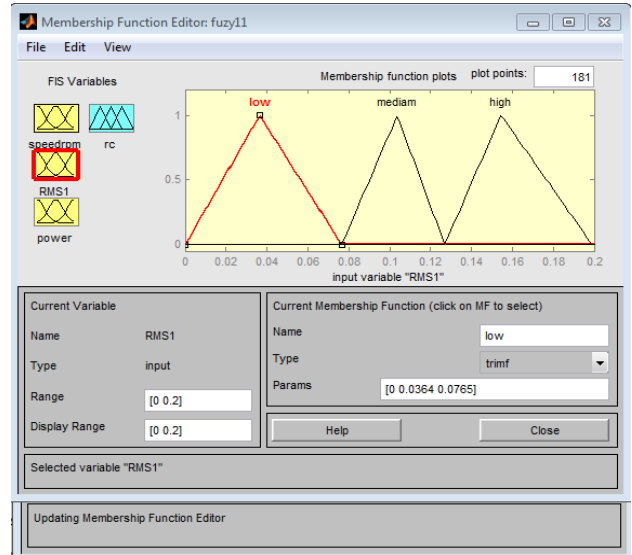 Membership Function Editor: fuzy11
File Edit View
FIS Variables
Membership function plots plot points: 181
speedrpm rc
RMS1
power
low mediam high
1
0.5
0
0 0.02 0.04 0.06 0.08 0.1 0.12 0.14 0.16 0.18 0.2
input variable "RMS1"
Current Variable
Name RMS1
Type input
Range [0 0.2]
Display Range [0 0.2]
Current Membership Function (click on MF to select)
Name low
Type trimf
Params [0 0.0364 0.0765]
Help Close
Selected variable "RMS1"
Updating Membership Function Editor